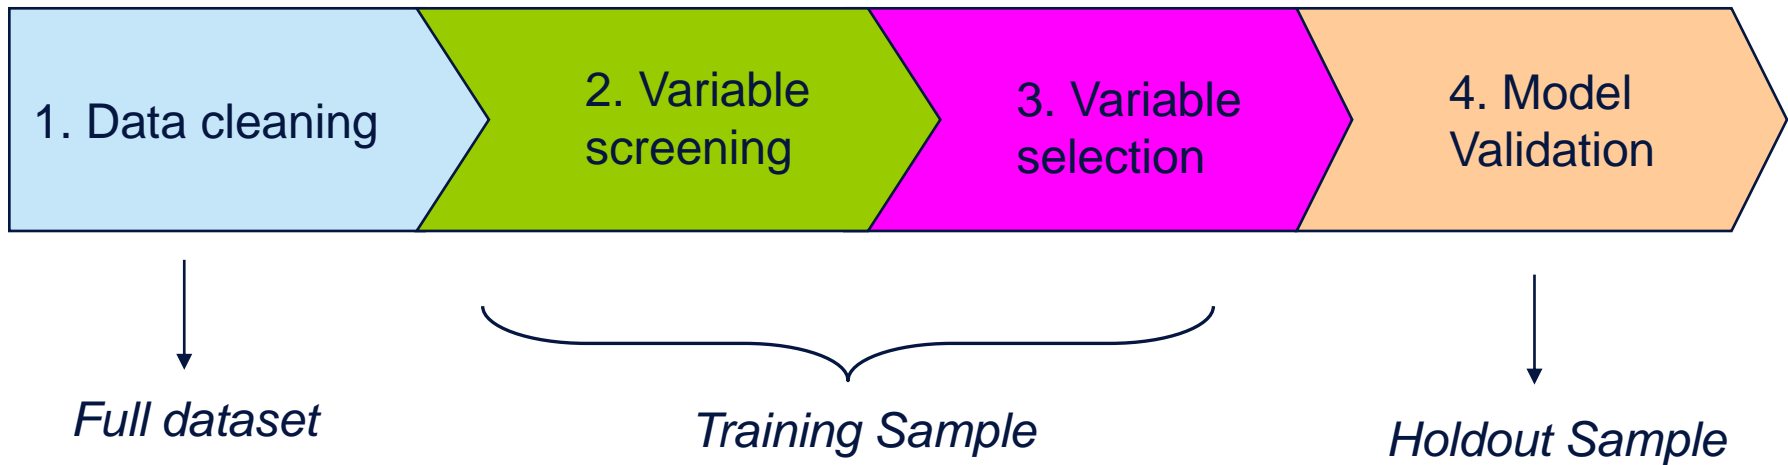 1. Data cleaning
2. Variable
screening
3. Variable
selection
4. Model
Validation
Full dataset
Training Sample
Holdout Sample